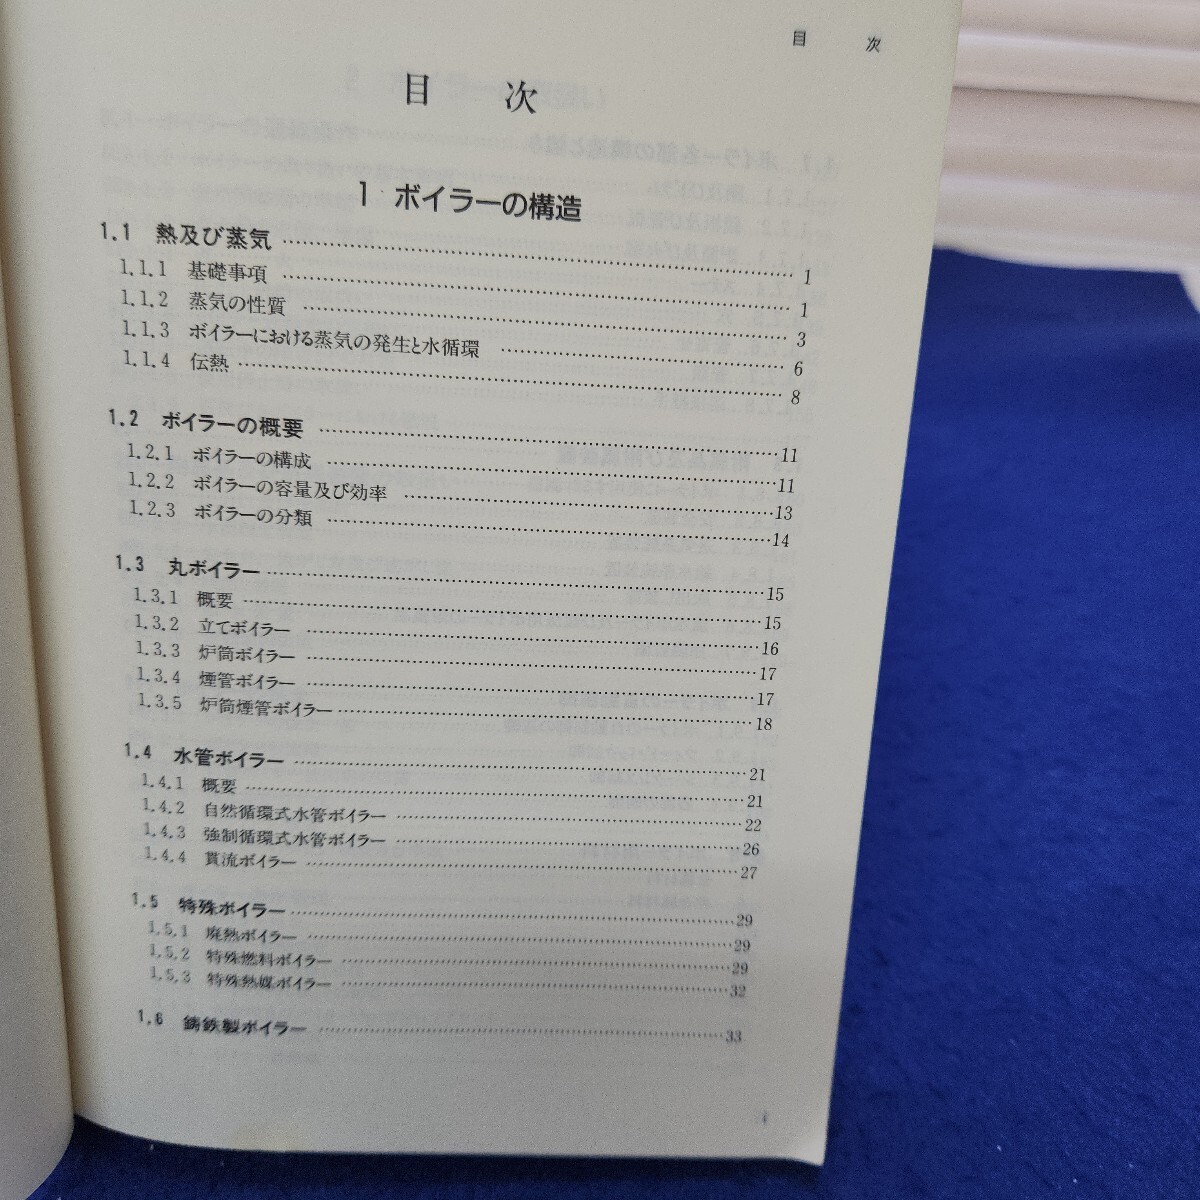 目 次
目 次
1 ボイラーの構造
1.1 熱及び蒸気 1
1.1.1 基礎事項 1
1.1.2 蒸気の性質 3
1.1.3 ボイラーにおける蒸気の発生と水循環 6
1.1.4 伝熱 8
1.2 ボイラーの概要 11
1.2.1 ボイラーの構成 11
1.2.2 ボイラーの容量及び効率 13
1.2.3 ボイラーの分類 14
1.3 丸ボイラー 15
1.3.1 概要 15
1.3.2 立てボイラー 16
1.3.3 炉筒ボイラー 17
1.3.4 煙管ボイラー 17
1.3.5 炉筒煙管ボイラー 18
1.4 水管ボイラー 21
1.4.1 概要 21
1.4.2 自然循環式水管ボイラー 22
1.4.3 強制循環式水管ボイラー 26
1.4.4 貫流ボイラー 27
1.5 特殊ボイラー 29
1.5.1 廃熱ボイラー 29
1.5.2 特殊燃料ボイラー 29
1.5.3 特殊熱媒ボイラー 32
1.6 鋳鉄製ボイラー 33